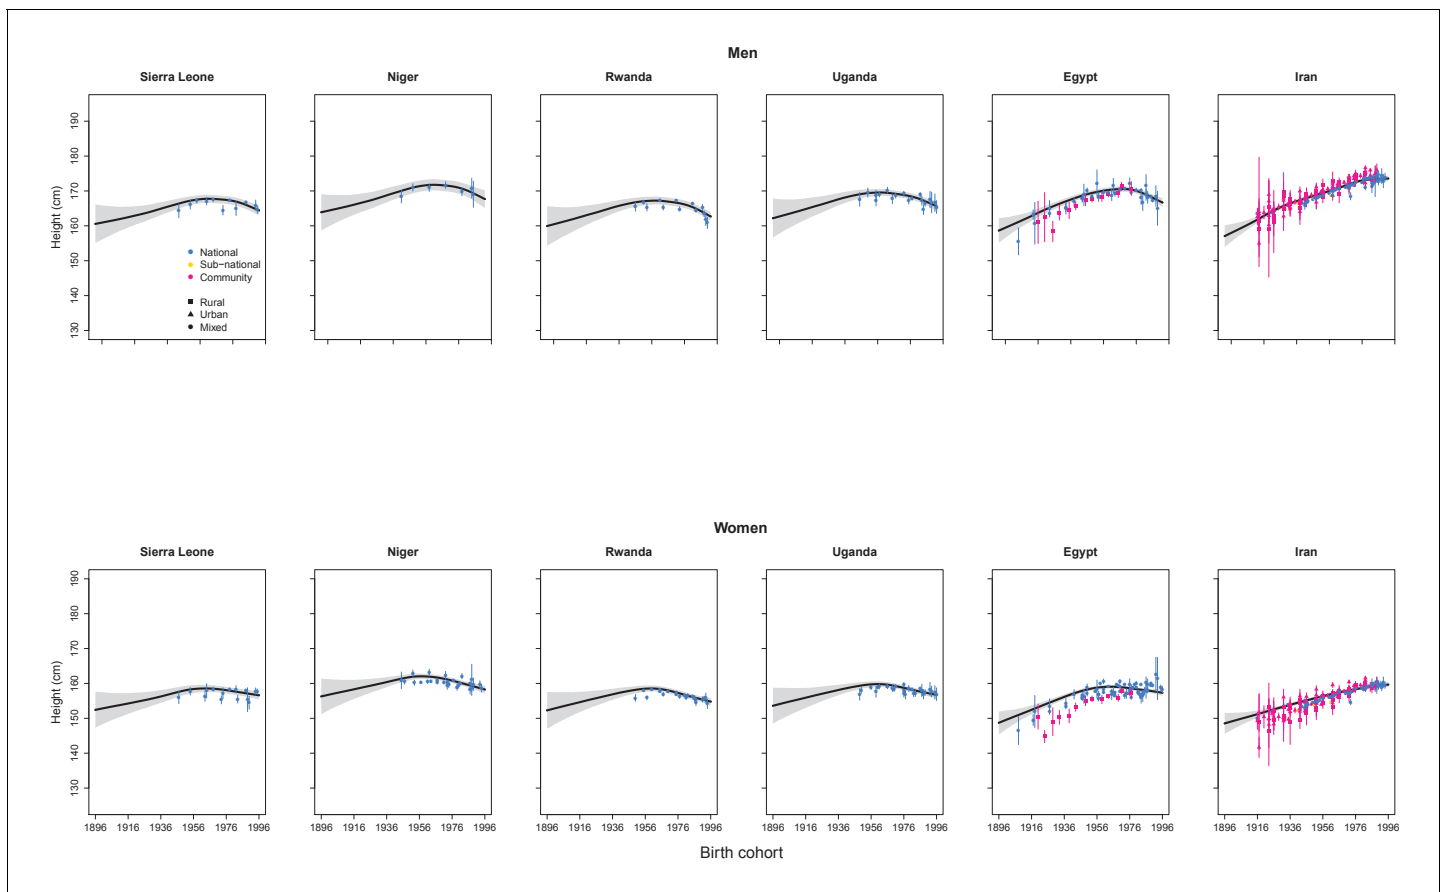 Men
Sierra Leone Niger Rwanda Uganda Egypt Iran
190
180
170
160
150
140
130
Height (cm)
National
Sub−national
Community
Rural
Urban
Mixed
Women
Sierra Leone Niger Rwanda Uganda Egypt Iran
190
180
170
160
150
140
130
Height (cm)
1896 1916 1936 1956 1976 1996 1896 1916 1936 1956 1976 1996 1896 1916 1936 1956 1976 1996 1896 1916 1936 1956 1976 1996 1896 1916 1936 1956 1976 1996 1896 1916 1936 1956 1976 1996
Birth cohort